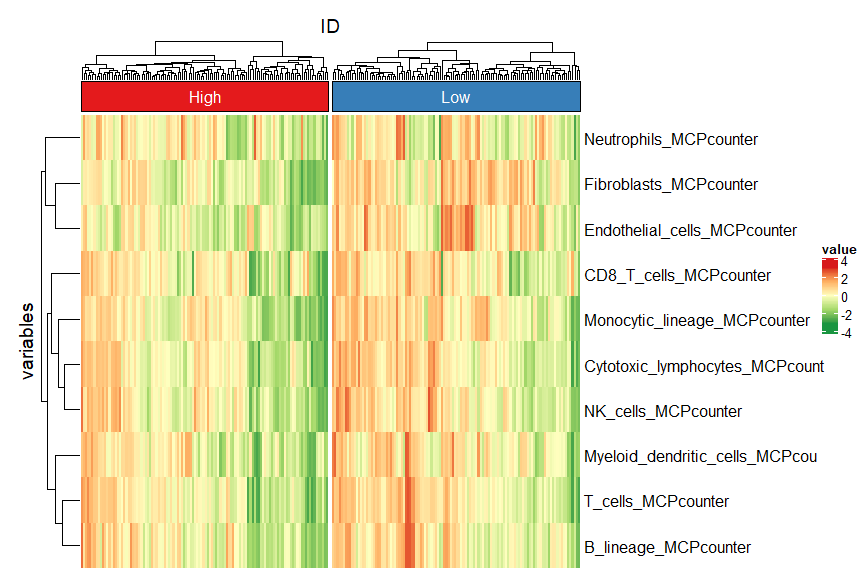 ID
High
Low
Neutrophils_MCPcounter
Fibroblasts_MCPcounter
Endothelial_cells_MCPcounter
CD8_T_cells_MCPcounter
Monocytic_lineage_MCPcounter
Cytotoxic_lymphocytes_MCPcount
NK_cells_MCPcounter
Myeloid_dendritic_cells_MCPcou
T_cells_MCPcounter
B_lineage_MCPcounter
variables
value
4
2
0
-2
-4